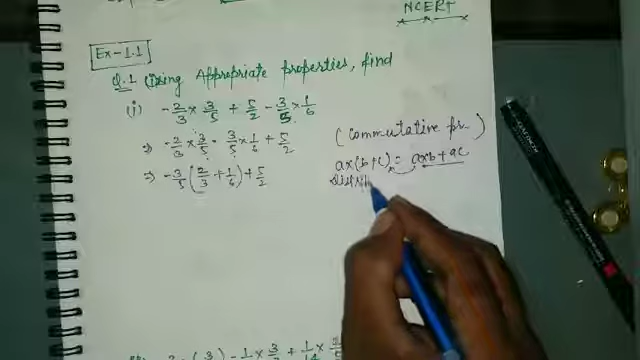 NCERT
Ex-1.1
Q.1 Using Appropriate properties, find
(i) -2/3 × 3/5 + 5/2 - 3/5 × 1/6
⇒ -2/3 × 3/5 - 3/5 × 1/6 + 5/2 (Commutative pr.)
⇒ -3/5 (2/3 + 1/6) + 5/2 a×(b+c) = a×b+ac